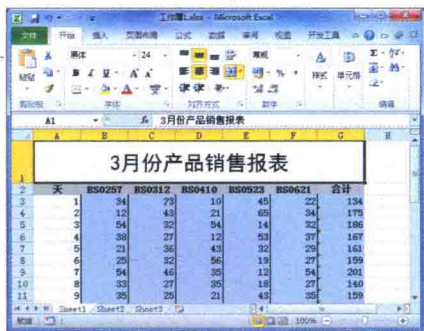 工作簿1.xlsx - Microsoft Excel
文件 开始 插入 页面布局 公式 数据 审阅 视图 开发工具
粘贴 黑体 24 常规 样式 单元格
剪贴板 字体 对齐方式 数字 编辑
A1 fx 3月份产品销售报表
A B C D E F G H
1 3月份产品销售报表
2 天 BS0257 BS0312 BS0410 BS0523 BS0621 合计
3 1 34 23 10 45 22 134
4 2 12 43 21 65 34 175
5 3 54 32 54 14 32 186
6 4 38 27 12 53 37 167
7 5 21 36 43 32 29 161
8 6 25 32 56 19 27 159
9 7 54 46 35 12 54 201
10 8 33 27 35 18 27 140
11 9 35 25 21 43 35 159
Sheet1 Sheet2 Sheet3
就绪 100%